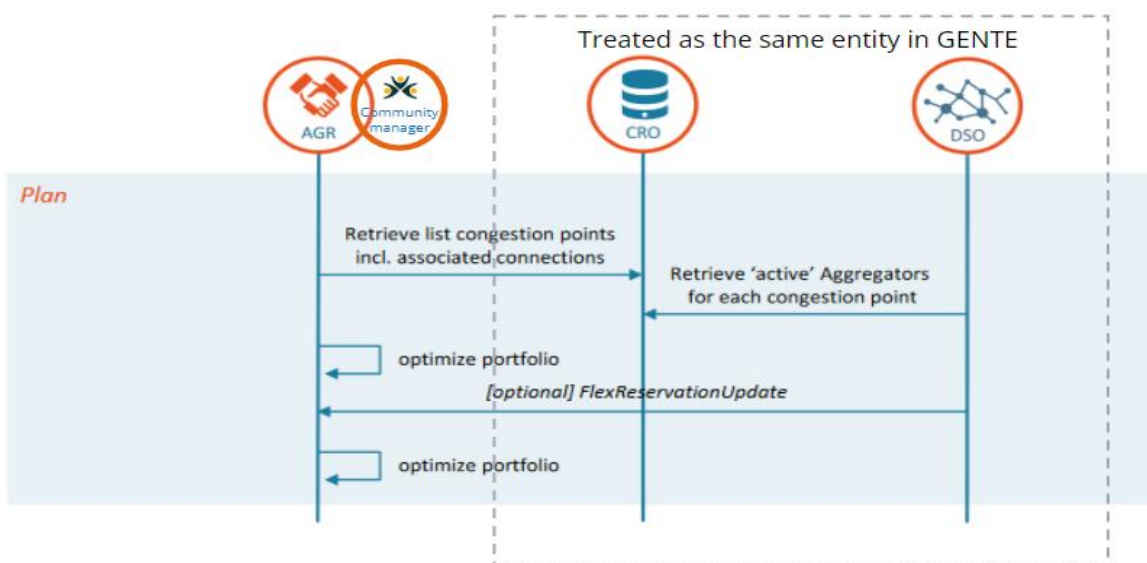 Treated as the same entity in GENTE
Community
manager
AGR
CRO
DSO
Plan
Retrieve list congestion points
incl. associated connections
Retrieve ‘active’ Aggregators
for each congestion point
optimize portfolio
[optional] FlexReservationUpdate
optimize portfolio